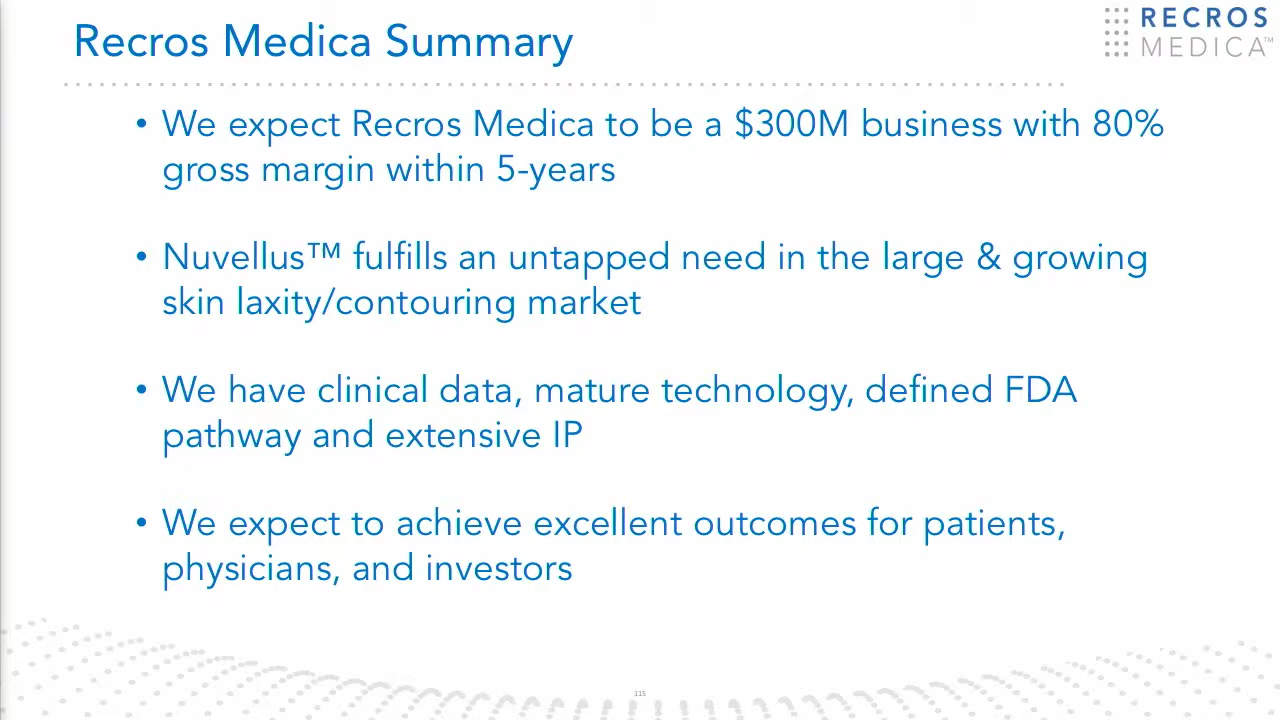 Recros Medica Summary
RECROS
MEDICA™
• We expect Recros Medica to be a $300M business with 80%
gross margin within 5-years
• Nuvellus™ fulfills an untapped need in the large & growing
skin laxity/contouring market
• We have clinical data, mature technology, defined FDA
pathway and extensive IP
• We expect to achieve excellent outcomes for patients,
physicians, and investors
115